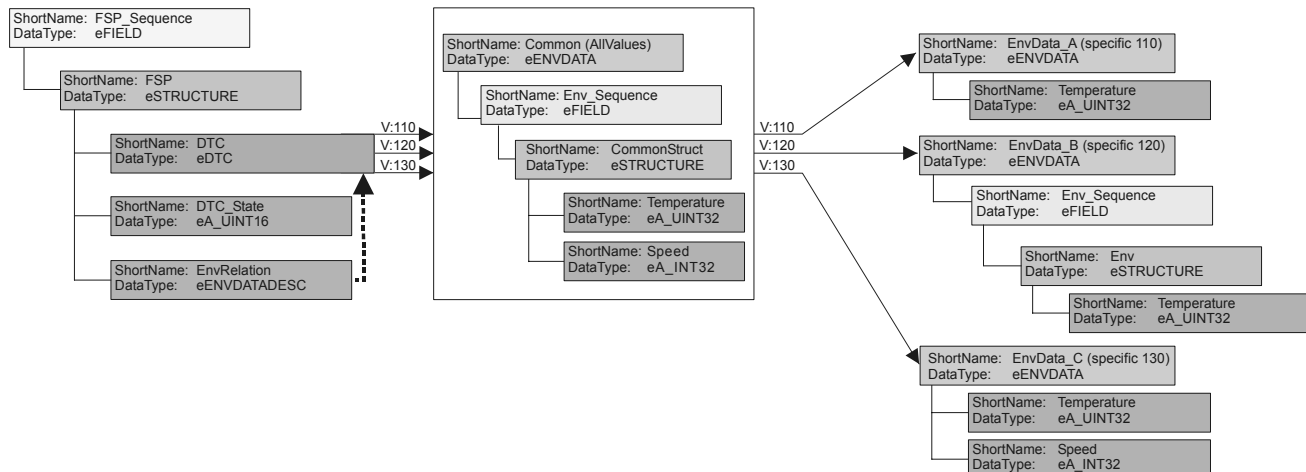 ShortName: FSP_Sequence
DataType: eFIELD
ShortName: FSP
DataType: eSTRUCTURE
ShortName: DTC
DataType: eDTC
ShortName: DTC_State
DataType: eA_UINT16
ShortName: EnvRelation
DataType: eENVDATADESC
V:110
V:120
V:130
ShortName: Common (AllValues)
DataType: eENVDATA
ShortName: Env_Sequence
DataType: eFIELD
ShortName: CommonStruct
DataType: eSTRUCTURE
ShortName: Temperature
DataType: eA_UINT32
ShortName: Speed
DataType: eA_INT32
V:110
V:120
V:130
ShortName: EnvData_A (specific 110)
DataType: eENVDATA
ShortName: Temperature
DataType: eA_UINT32
ShortName: EnvData_B (specific 120)
DataType: eENVDATA
ShortName: Env_Sequence
DataType: eFIELD
ShortName: Env
DataType: eSTRUCTURE
ShortName: Temperature
DataType: eA_UINT32
ShortName: EnvData_C (specific 130)
DataType: eENVDATA
ShortName: Temperature
DataType: eA_UINT32
ShortName: Speed
DataType: eA_INT32